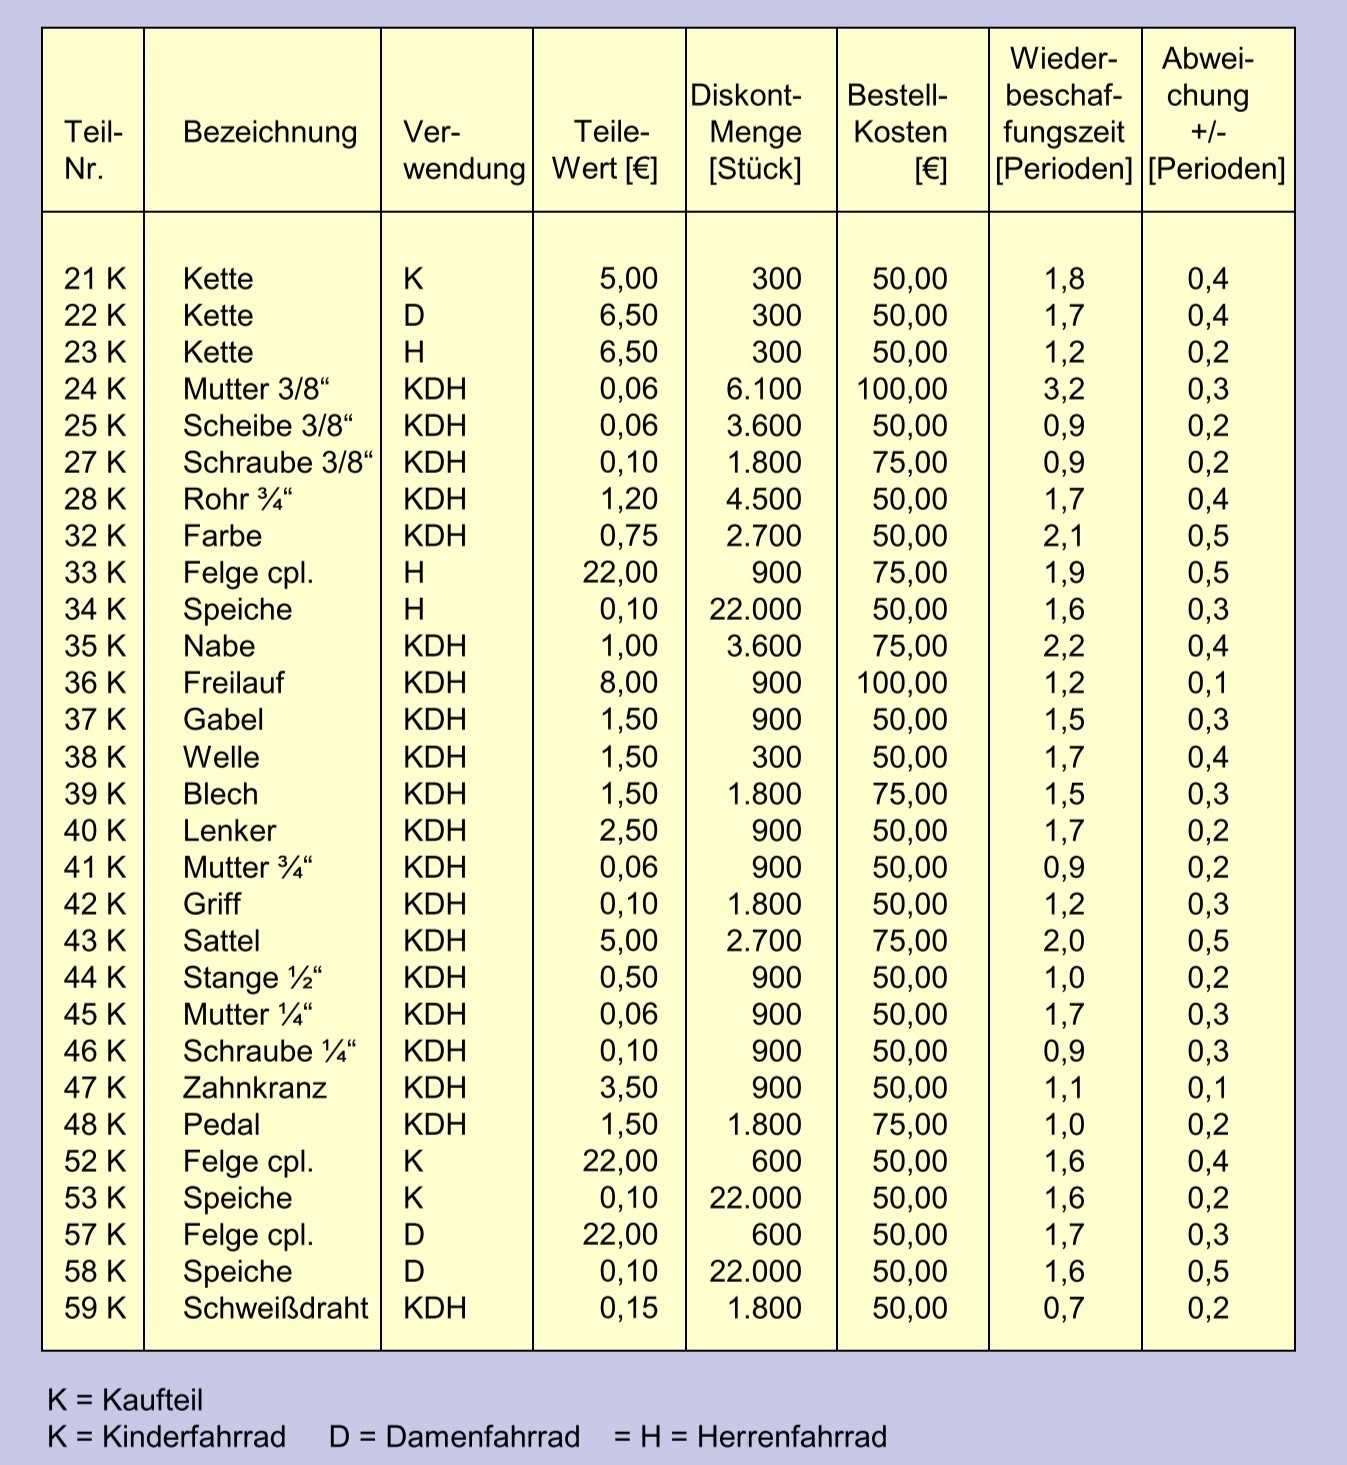 Teil-Nr. Bezeichnung Ver-wendung Teile-Wert [€] Diskont-Menge [Stück] Bestell-Kosten [€] Wieder-beschaf-fungszeit [Perioden] Abwei-chung +/- [Perioden]
21 K Kette K 5,00 300 50,00 1,8 0,4
22 K Kette D 6,50 300 50,00 1,7 0,4
23 K Kette H 6,50 300 50,00 1,2 0,2
24 K Mutter 3/8“ KDH 0,06 6.100 100,00 3,2 0,3
25 K Scheibe 3/8“ KDH 0,06 3.600 50,00 0,9 0,2
27 K Schraube 3/8“ KDH 0,10 1.800 75,00 0,9 0,2
28 K Rohr ¾“ KDH 1,20 4.500 50,00 1,7 0,4
32 K Farbe KDH 0,75 2.700 50,00 2,1 0,5
33 K Felge cpl. H 22,00 900 75,00 1,9 0,5
34 K Speiche H 0,10 22.000 50,00 1,6 0,3
35 K Nabe KDH 1,00 3.600 75,00 2,2 0,4
36 K Freilauf KDH 8,00 900 100,00 1,2 0,1
37 K Gabel KDH 1,50 900 50,00 1,5 0,3
38 K Welle KDH 1,50 300 50,00 1,7 0,4
39 K Blech KDH 1,50 1.800 75,00 1,5 0,3
40 K Lenker KDH 2,50 900 50,00 1,7 0,2
41 K Mutter ¾“ KDH 0,06 900 50,00 0,9 0,2
42 K Griff KDH 0,10 1.800 50,00 1,2 0,3
43 K Sattel KDH 5,00 2.700 75,00 2,0 0,5
44 K Stange ½“ KDH 0,50 900 50,00 1,0 0,2
45 K Mutter ¼“ KDH 0,06 900 50,00 1,7 0,3
46 K Schraube ¼“ KDH 0,10 900 50,00 0,9 0,3
47 K Zahnkranz KDH 3,50 900 50,00 1,1 0,1
48 K Pedal KDH 1,50 1.800 75,00 1,0 0,2
52 K Felge cpl. K 22,00 600 50,00 1,6 0,4
53 K Speiche K 0,10 22.000 50,00 1,6 0,2
57 K Felge cpl. D 22,00 600 50,00 1,7 0,3
58 K Speiche D 0,10 22.000 50,00 1,6 0,5
59 K Schweißdraht KDH 0,15 1.800 50,00 0,7 0,2
K = Kaufteil
K = Kinderfahrrad D = Damenfahrrad = H = Herrenfahrrad